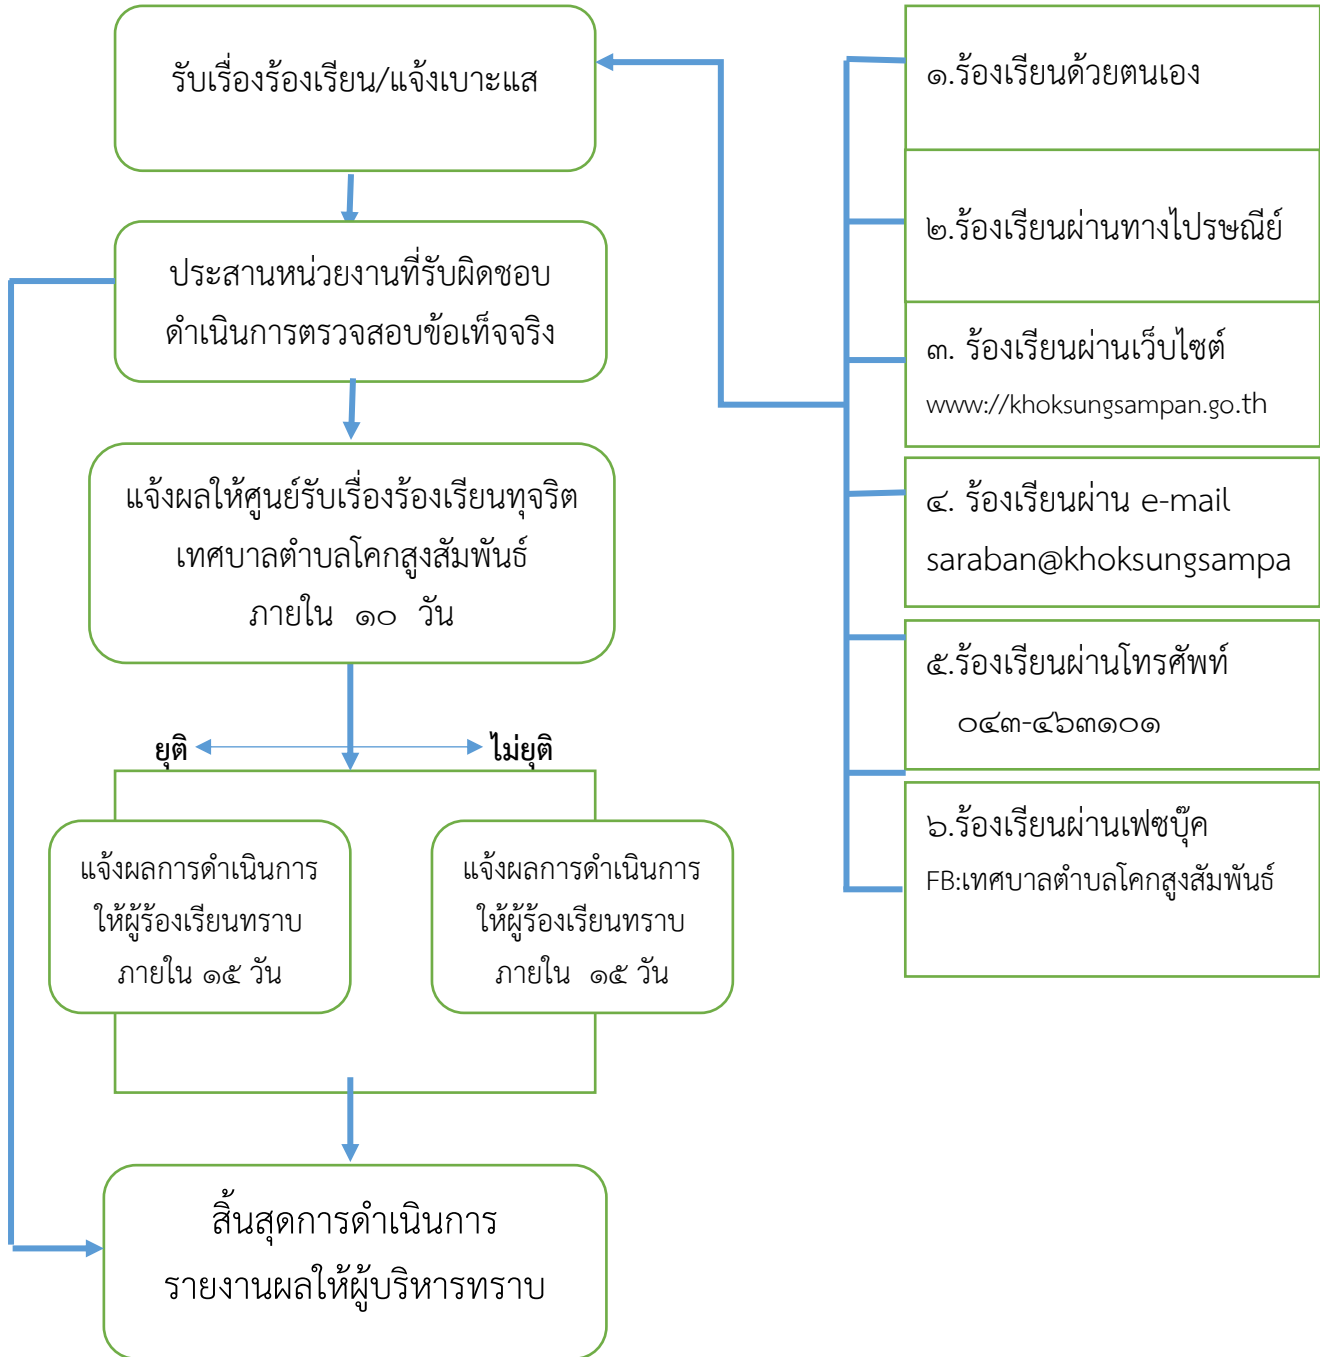 รับเรื่องร้องเรียน/แจ้งเบาะแส
ประสานหน่วยงานที่รับผิดชอบ
ดำเนินการตรวจสอบข้อเท็จจริง
แจ้งผลให้ศูนย์รับเรื่องร้องเรียนทุจริต
เทศบาลตำบลโคกสูงสัมพันธ์
ภายใน ๑๐ วัน
ยุติ
ไม่ยุติ
แจ้งผลการดำเนินการ
ให้ผู้ร้องเรียนทราบ
ภายใน ๑๕ วัน
แจ้งผลการดำเนินการ
ให้ผู้ร้องเรียนทราบ
ภายใน ๑๕ วัน
สิ้นสุดการดำเนินการ
รายงานผลให้ผู้บริหารทราบ
๑.ร้องเรียนด้วยตนเอง
๒.ร้องเรียนผ่านทางไปรษณีย์
๓. ร้องเรียนผ่านเว็บไซต์
www://khoksungsampan.go.th
๔. ร้องเรียนผ่าน e-mail
saraban@khoksungsampa
๕.ร้องเรียนผ่านโทรศัพท์
๐๔๓-๔๖๓๑๐๑
๖.ร้องเรียนผ่านเฟซบุ๊ค
FB:เทศบาลตำบลโคกสูงสัมพันธ์